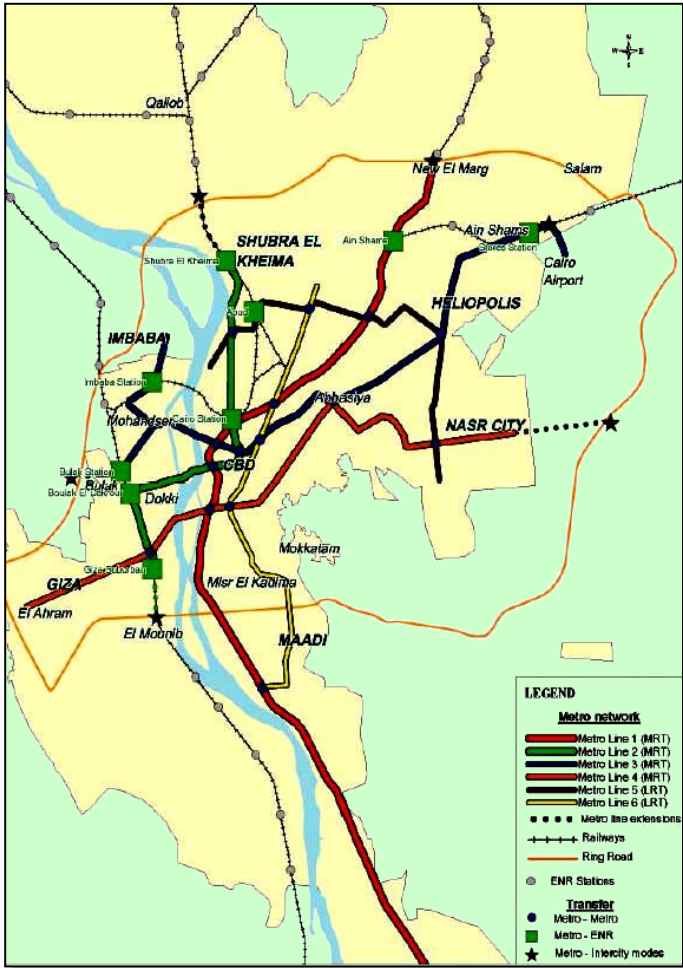 Qaliob
New El Marg
Salam
SHUBRA EL
KHEIMA
Shubra El Kheima
Ain Shams
Ain Shams
Stores Station
Cairo
Airport
HELIOPOLIS
IMBABA
Imbaba Station
Abbasiya
Cairo Station
NASR CITY
CBD
Bulak Station
Bulak
Dokki
Mokkatam
Giza Suburban
GIZA
Misr El Kadima
El Ahram
El Mounib
MAADI
LEGEND
Metro network
Metro Line 1 (MRT)
Metro Line 2 (MRT)
Metro Line 3 (MRT)
Metro Line 4 (MRT)
Metro Line 5 (LRT)
Metro Line 6 (LRT)
Metro line extensions
Railways
Ring Road
ENR Stations
Transfer
Metro - Metro
Metro - ENR
Metro - Intercity modes